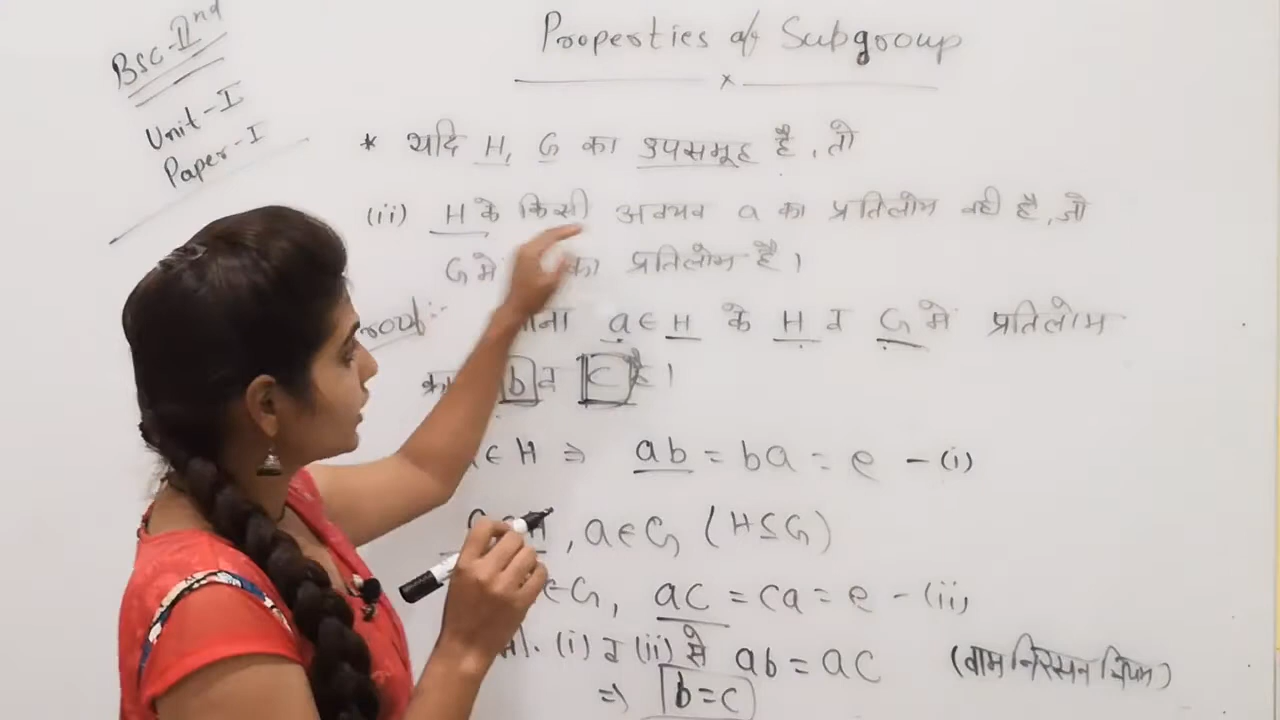 BSC-IInd
Unit-I
Paper-I
Properties of Subgroup
* यदि H, G का उपसमूह है, तो
(ii) H के किसी अवयव a का प्रतिलोम वही है, जो
G मे का प्रतिलोम है।
a ∈ H के H व G मे प्रतिलोम
b व c है।
∈ H ⇒ ab = ba = e - (i)
H, a ∈ G (H ⊆ G)
∈ G, ac = ca = e - (ii)
(i) व (ii) से ab = ac (वाम निरसन नियम)
⇒ b = c